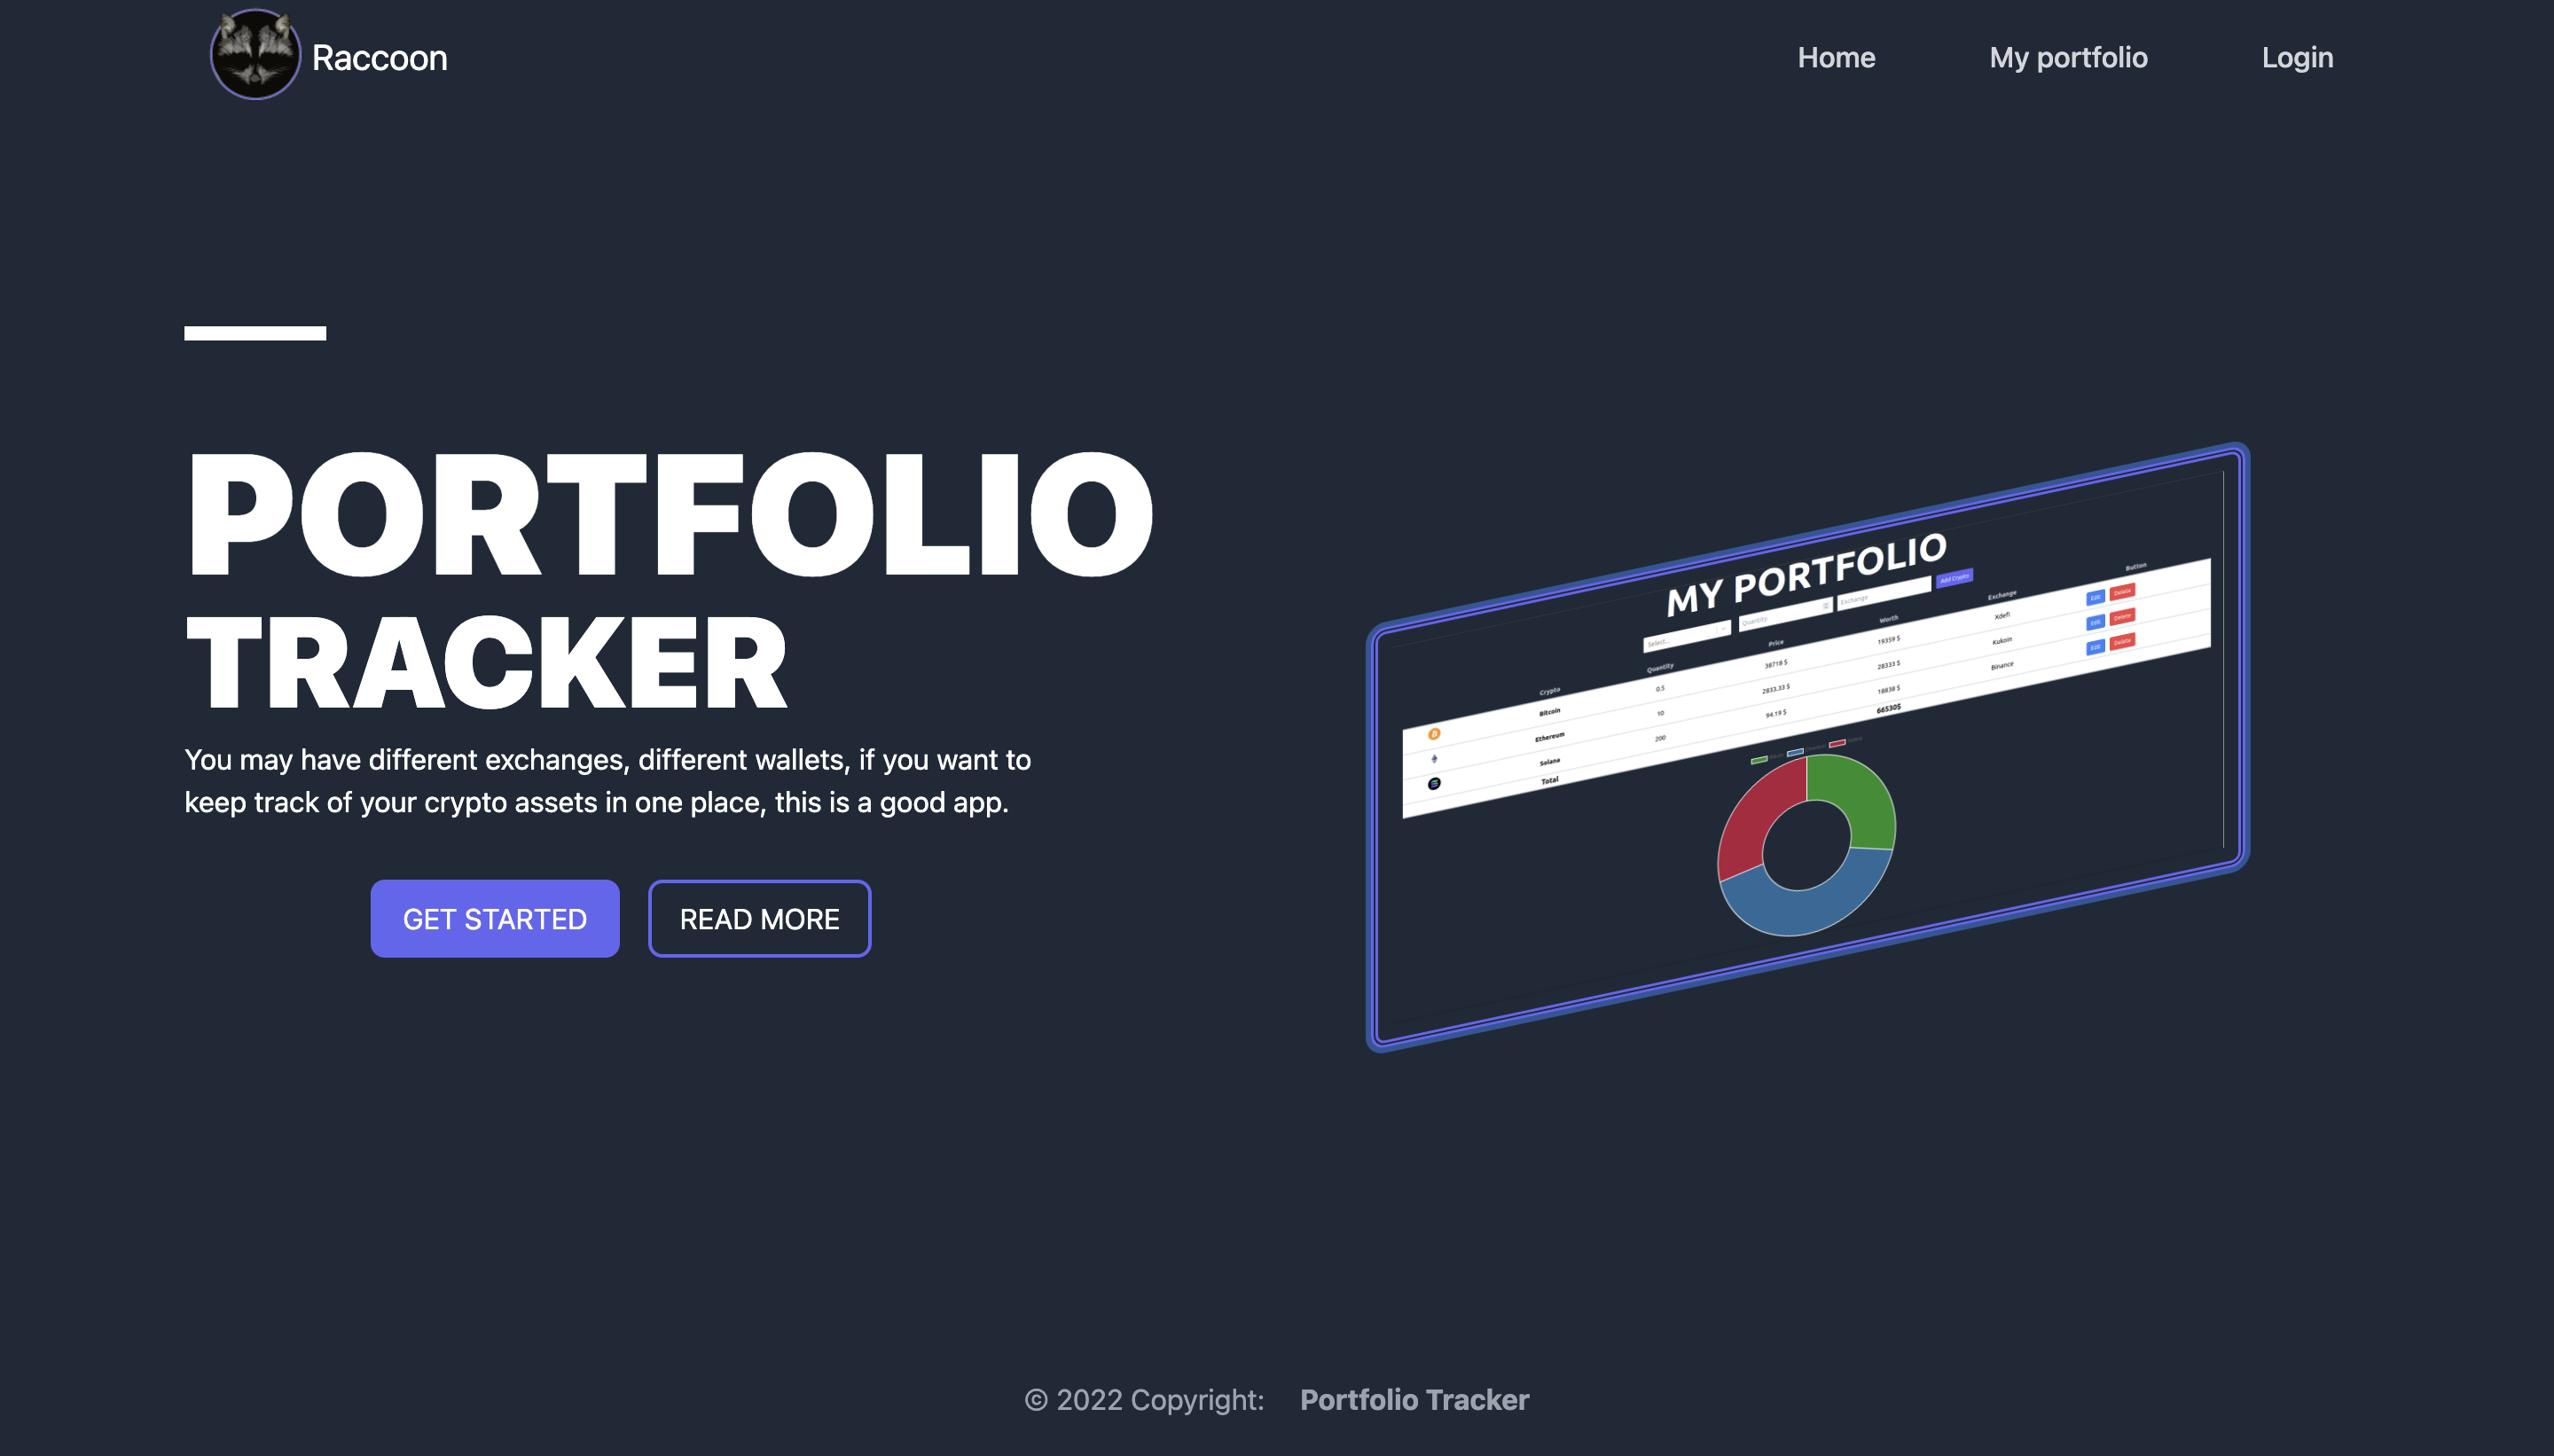 Raccoon
Home
My portfolio
Login
PORTFOLIO
TRACKER
You may have different exchanges, different wallets, if you want to
keep track of your crypto assets in one place, this is a good app.
GET STARTED
READ MORE
MY PORTFOLIO
Select...
Quantity
Exchange
Add Crypto
Crypto Quantity Price Worth Exchange Button
Bitcoin 0.5 38718 $ 19359 $ Xdefi Edit Delete
Ethereum 10 2833.33 $ 28333 $ Kukoin Edit Delete
Solana 200 94.19 $ 18838 $ Binance Edit Delete
Total 66530$
© 2022 Copyright: Portfolio Tracker